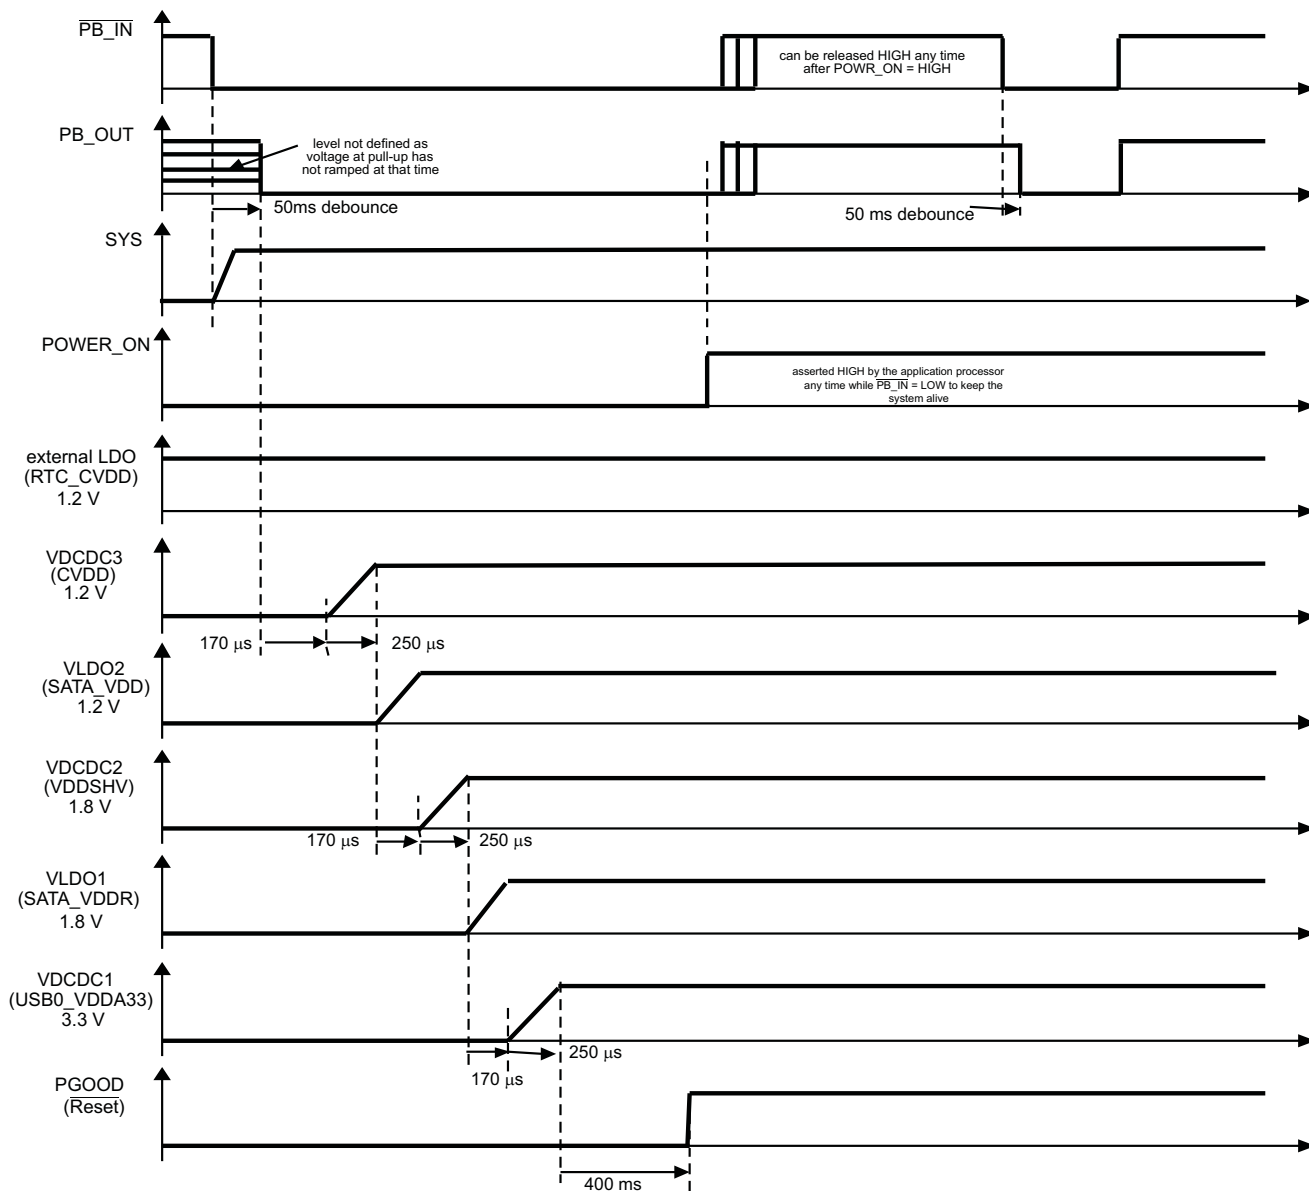 PB_IN
can be released HIGH any time
after POWR_ON = HIGH
PB_OUT
level not defined as
voltage at pull-up has
not ramped at that time
50ms debounce
50 ms debounce
SYS
POWER_ON
asserted HIGH by the application processor
any time while PB_IN = LOW to keep the
system alive
external LDO
(RTC_CVDD)
1.2 V
VDCDC3
(CVDD)
1.2 V
170 μs
250 μs
VLDO2
(SATA_VDD)
1.2 V
VDCDC2
(VDDSHV)
1.8 V
170 μs
250 μs
VLDO1
(SATA_VDDR)
1.8 V
VDCDC1
(USB0_VDDA33)
3.3 V
250 μs
170 μs
PGOOD
(Reset)
400 ms